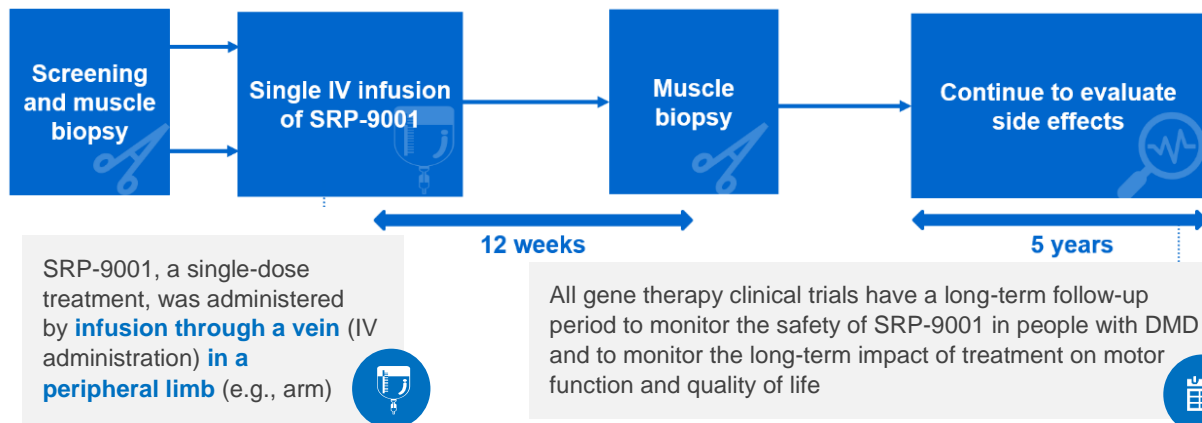 Screening
and muscle
biopsy
Single IV infusion
of SRP-9001
Muscle
biopsy
Continue to evaluate
side effects
12 weeks
5 years
SRP-9001, a single-dose
treatment, was administered
by infusion through a vein (IV
administration) in a
peripheral limb (e.g., arm)
All gene therapy clinical trials have a long-term follow-up
period to monitor the safety of SRP-9001 in people with DMD
and to monitor the long-term impact of treatment on motor
function and quality of life